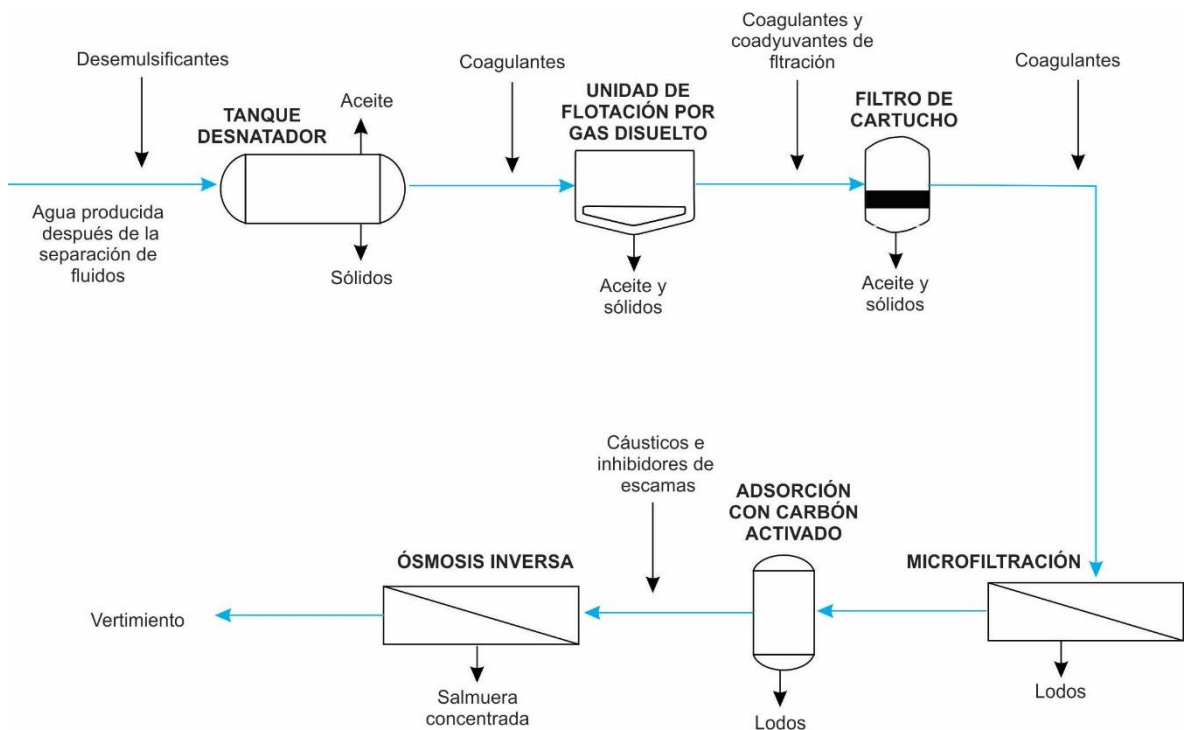 Desemulsificantes
TANQUE
DESNATADOR
Aceite
Coagulantes
UNIDAD DE
FLOTACIÓN POR
GAS DISUELTO
Coagulantes y
coadyuvantes de
fltración
FILTRO DE
CARTUCHO
Coagulantes
Agua producida
después de la
separación de
fluidos
Sólidos
Aceite y
sólidos
Aceite y
sólidos
Vertimiento
ÓSMOSIS INVERSA
Salmuera
concentrada
Cáusticos e
inhibidores de
escamas
ADSORCIÓN
CON CARBÓN
ACTIVADO
Lodos
MICROFILTRACIÓN
Lodos